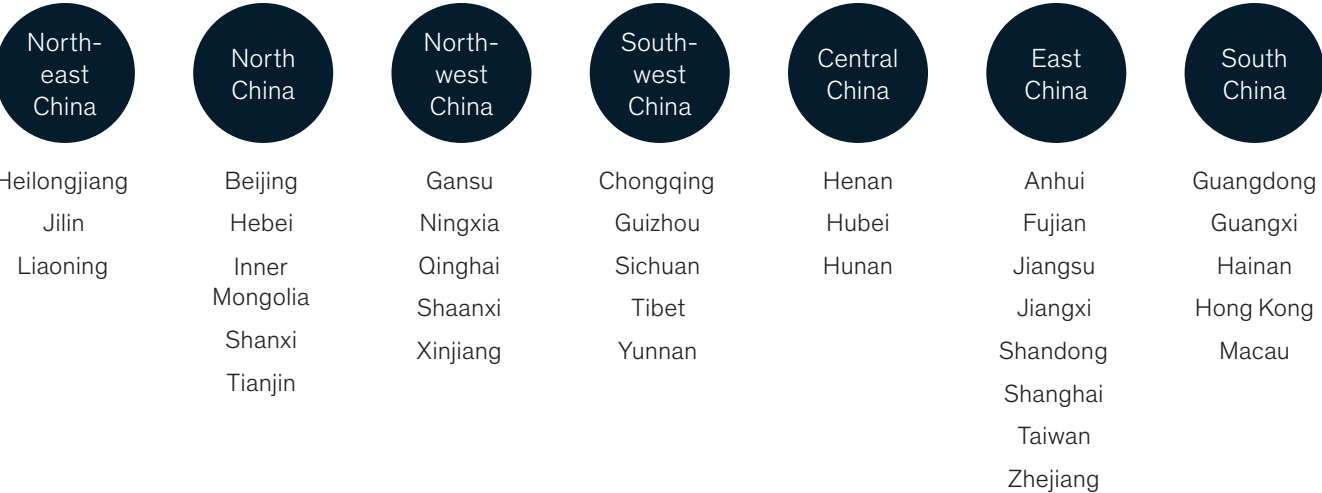 North-
east
China
Heilongjiang
Jilin
Liaoning
North
China
Beijing
Hebei
Inner
Mongolia
Shanxi
Tianjin
North-
west
China
Gansu
Ningxia
Qinghai
Shaanxi
Xinjiang
South-
west
China
Chongqing
Guizhou
Sichuan
Tibet
Yunnan
Central
China
Henan
Hubei
Hunan
East
China
Anhui
Fujian
Jiangsu
Jiangxi
Shandong
Shanghai
Taiwan
Zhejiang
South
China
Guangdong
Guangxi
Hainan
Hong Kong
Macau